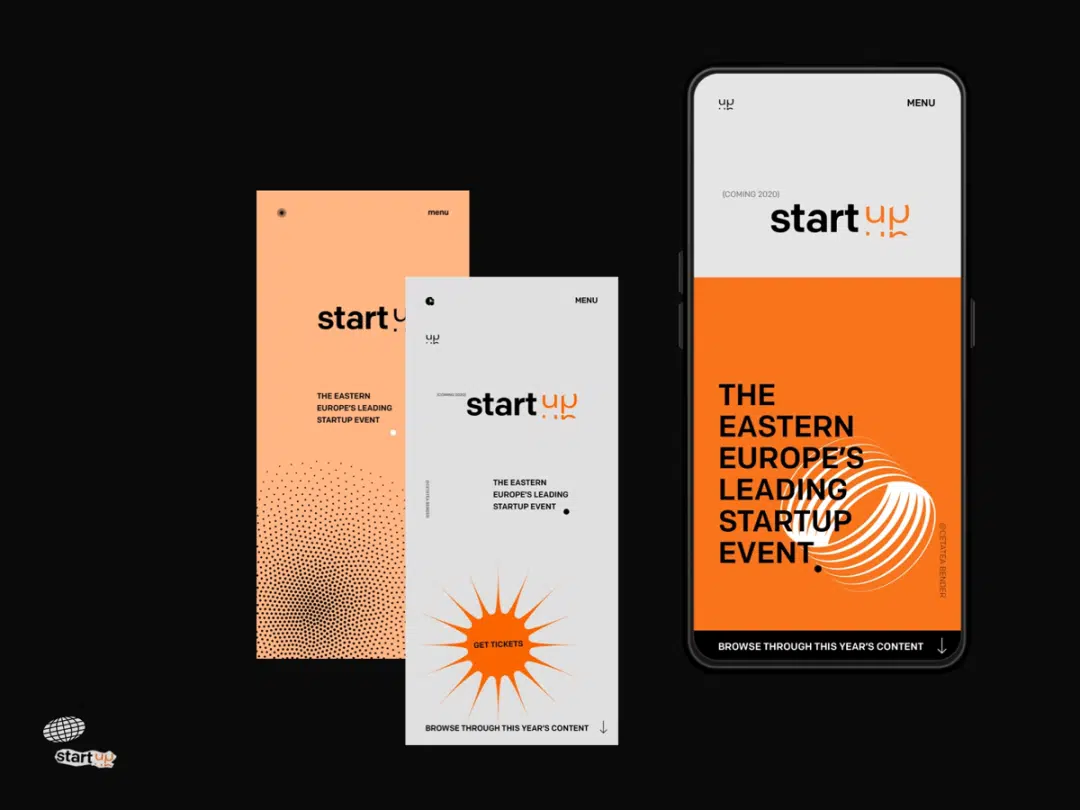 menu
start
THE EASTERN
EUROPE'S LEADING
STARTUP EVENT
MENU
up
(COMING 2020)
start up
THE EASTERN
EUROPE'S LEADING
STARTUP EVENT
GET TICKETS
BROWSE THROUGH THIS YEAR'S CONTENT ↓
up
MENU
(COMING 2020)
start up
THE
EASTERN
EUROPE'S
LEADING
STARTUP
EVENT.
@CETATEA BENDER
BROWSE THROUGH THIS YEAR'S CONTENT ↓
start up